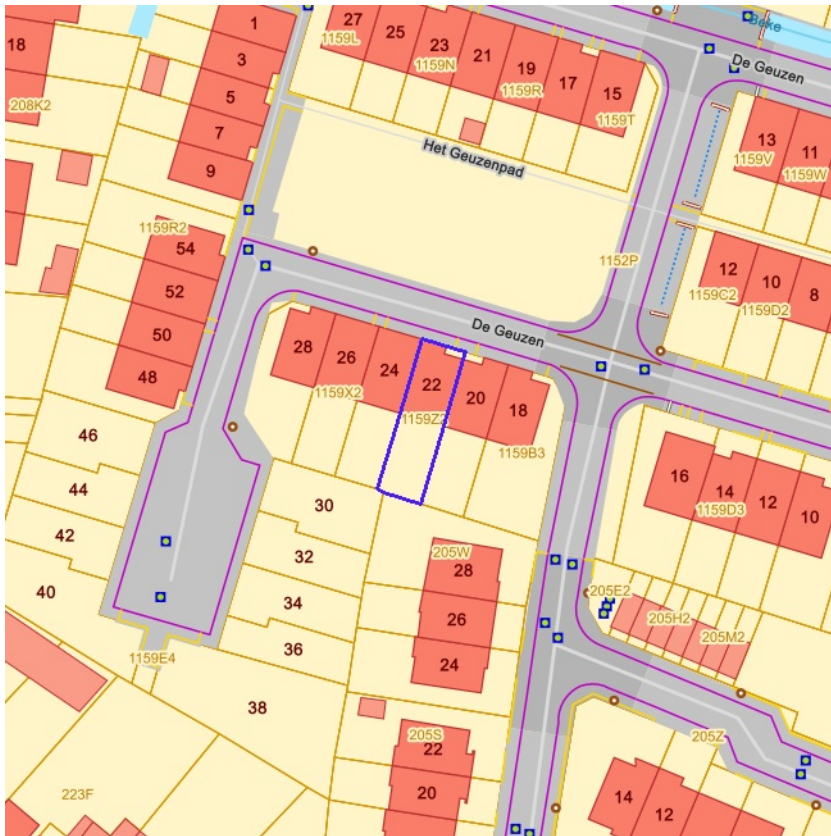 1
27
1159L
25
Beke
18
3
23
1159N
21
19
1159R
De Geuzen
17
15
1159T
5
208K2
7
Het Geuzenpad
13
1159V
11
1159W
9
1159R2
54
1152P
12
1159C2
10
1159D2
8
52
50
De Geuzen
28
26
1159X2
24
22
1159Z2
20
18
1159B3
48
46
16
14
1159D3
12
10
44
30
42
32
205W
28
205E2
40
34
26
205H2
205M2
36
24
1159E4
38
205S
22
205Z
20
223F
14
12